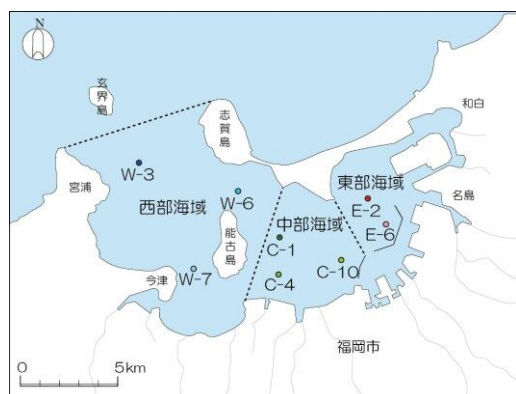 N
玄界島
志賀島
和白
宮浦
W-3
西部海域
W-6
能古島
東部海域
E-2
E-6
名島
中部海域
C-1
C-4
C-10
今津
W-7
福岡市
0
5km